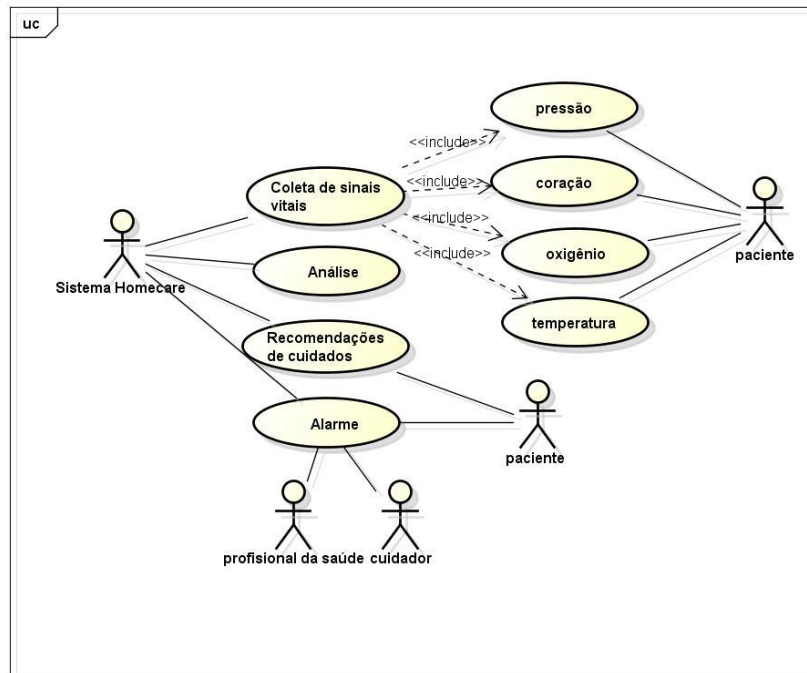 uc
pressão
<<include>>
Coleta de sinais
vitais
<<include>>
coração
<<include>>
oxigênio
paciente
<<include>>
Sistema Homecare
Análise
temperatura
Recomendações
de cuidados
Alarme
paciente
profisional da saúde
cuidador